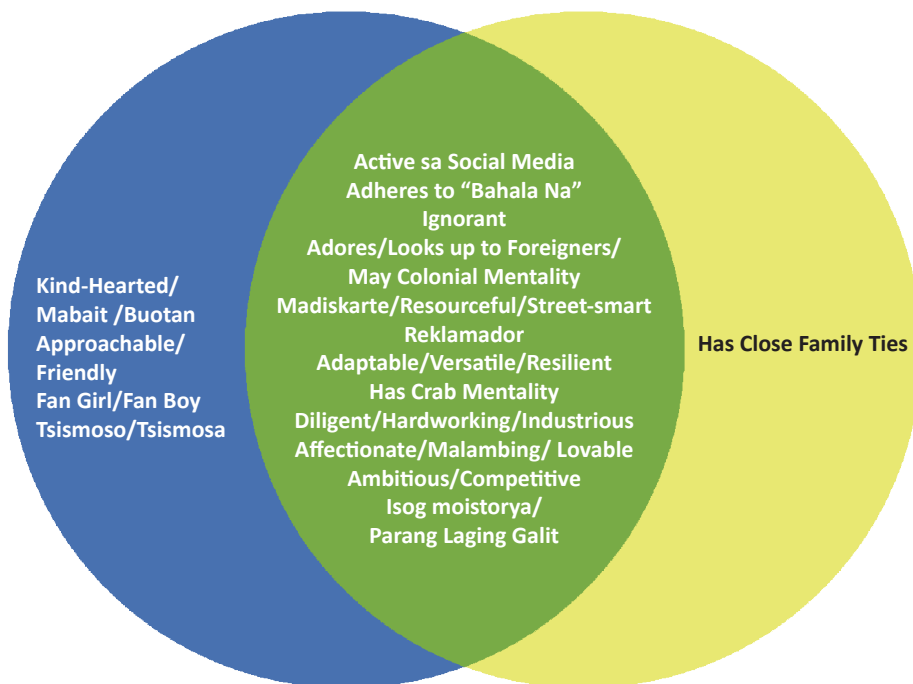 Kind-Hearted/
Mabait /Buotan
Approachable/
Friendly
Fan Girl/Fan Boy
Tsismoso/Tsismosa
Active sa Social Media
Adheres to “Bahala Na”
Ignorant
Adores/Looks up to Foreigners/
May Colonial Mentality
Madiskarte/Resourceful/Street-smart
Reklamador
Adaptable/Versatile/Resilient
Has Crab Mentality
Diligent/Hardworking/Industrious
Affectionate/Malambing/ Lovable
Ambitious/Competitive
Isog moistorya/
Parang Laging Galit
Has Close Family Ties